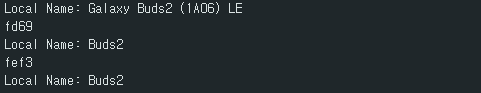 Local Name: Galaxy Buds2 (1A06) LE
fd69
Local Name: Buds2
fef3
Local Name: Buds2